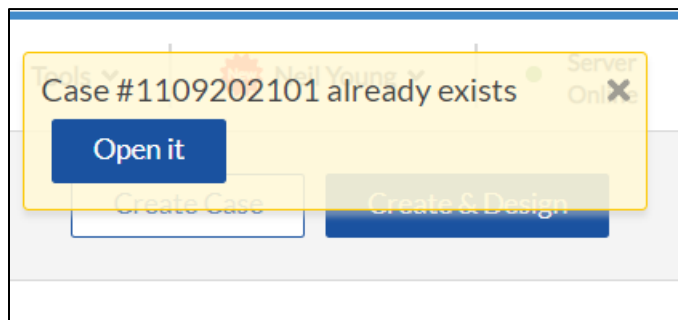 Tools Neil Young Server
Online
Case #1109202101 already exists
Open it
Create Case Create & Design